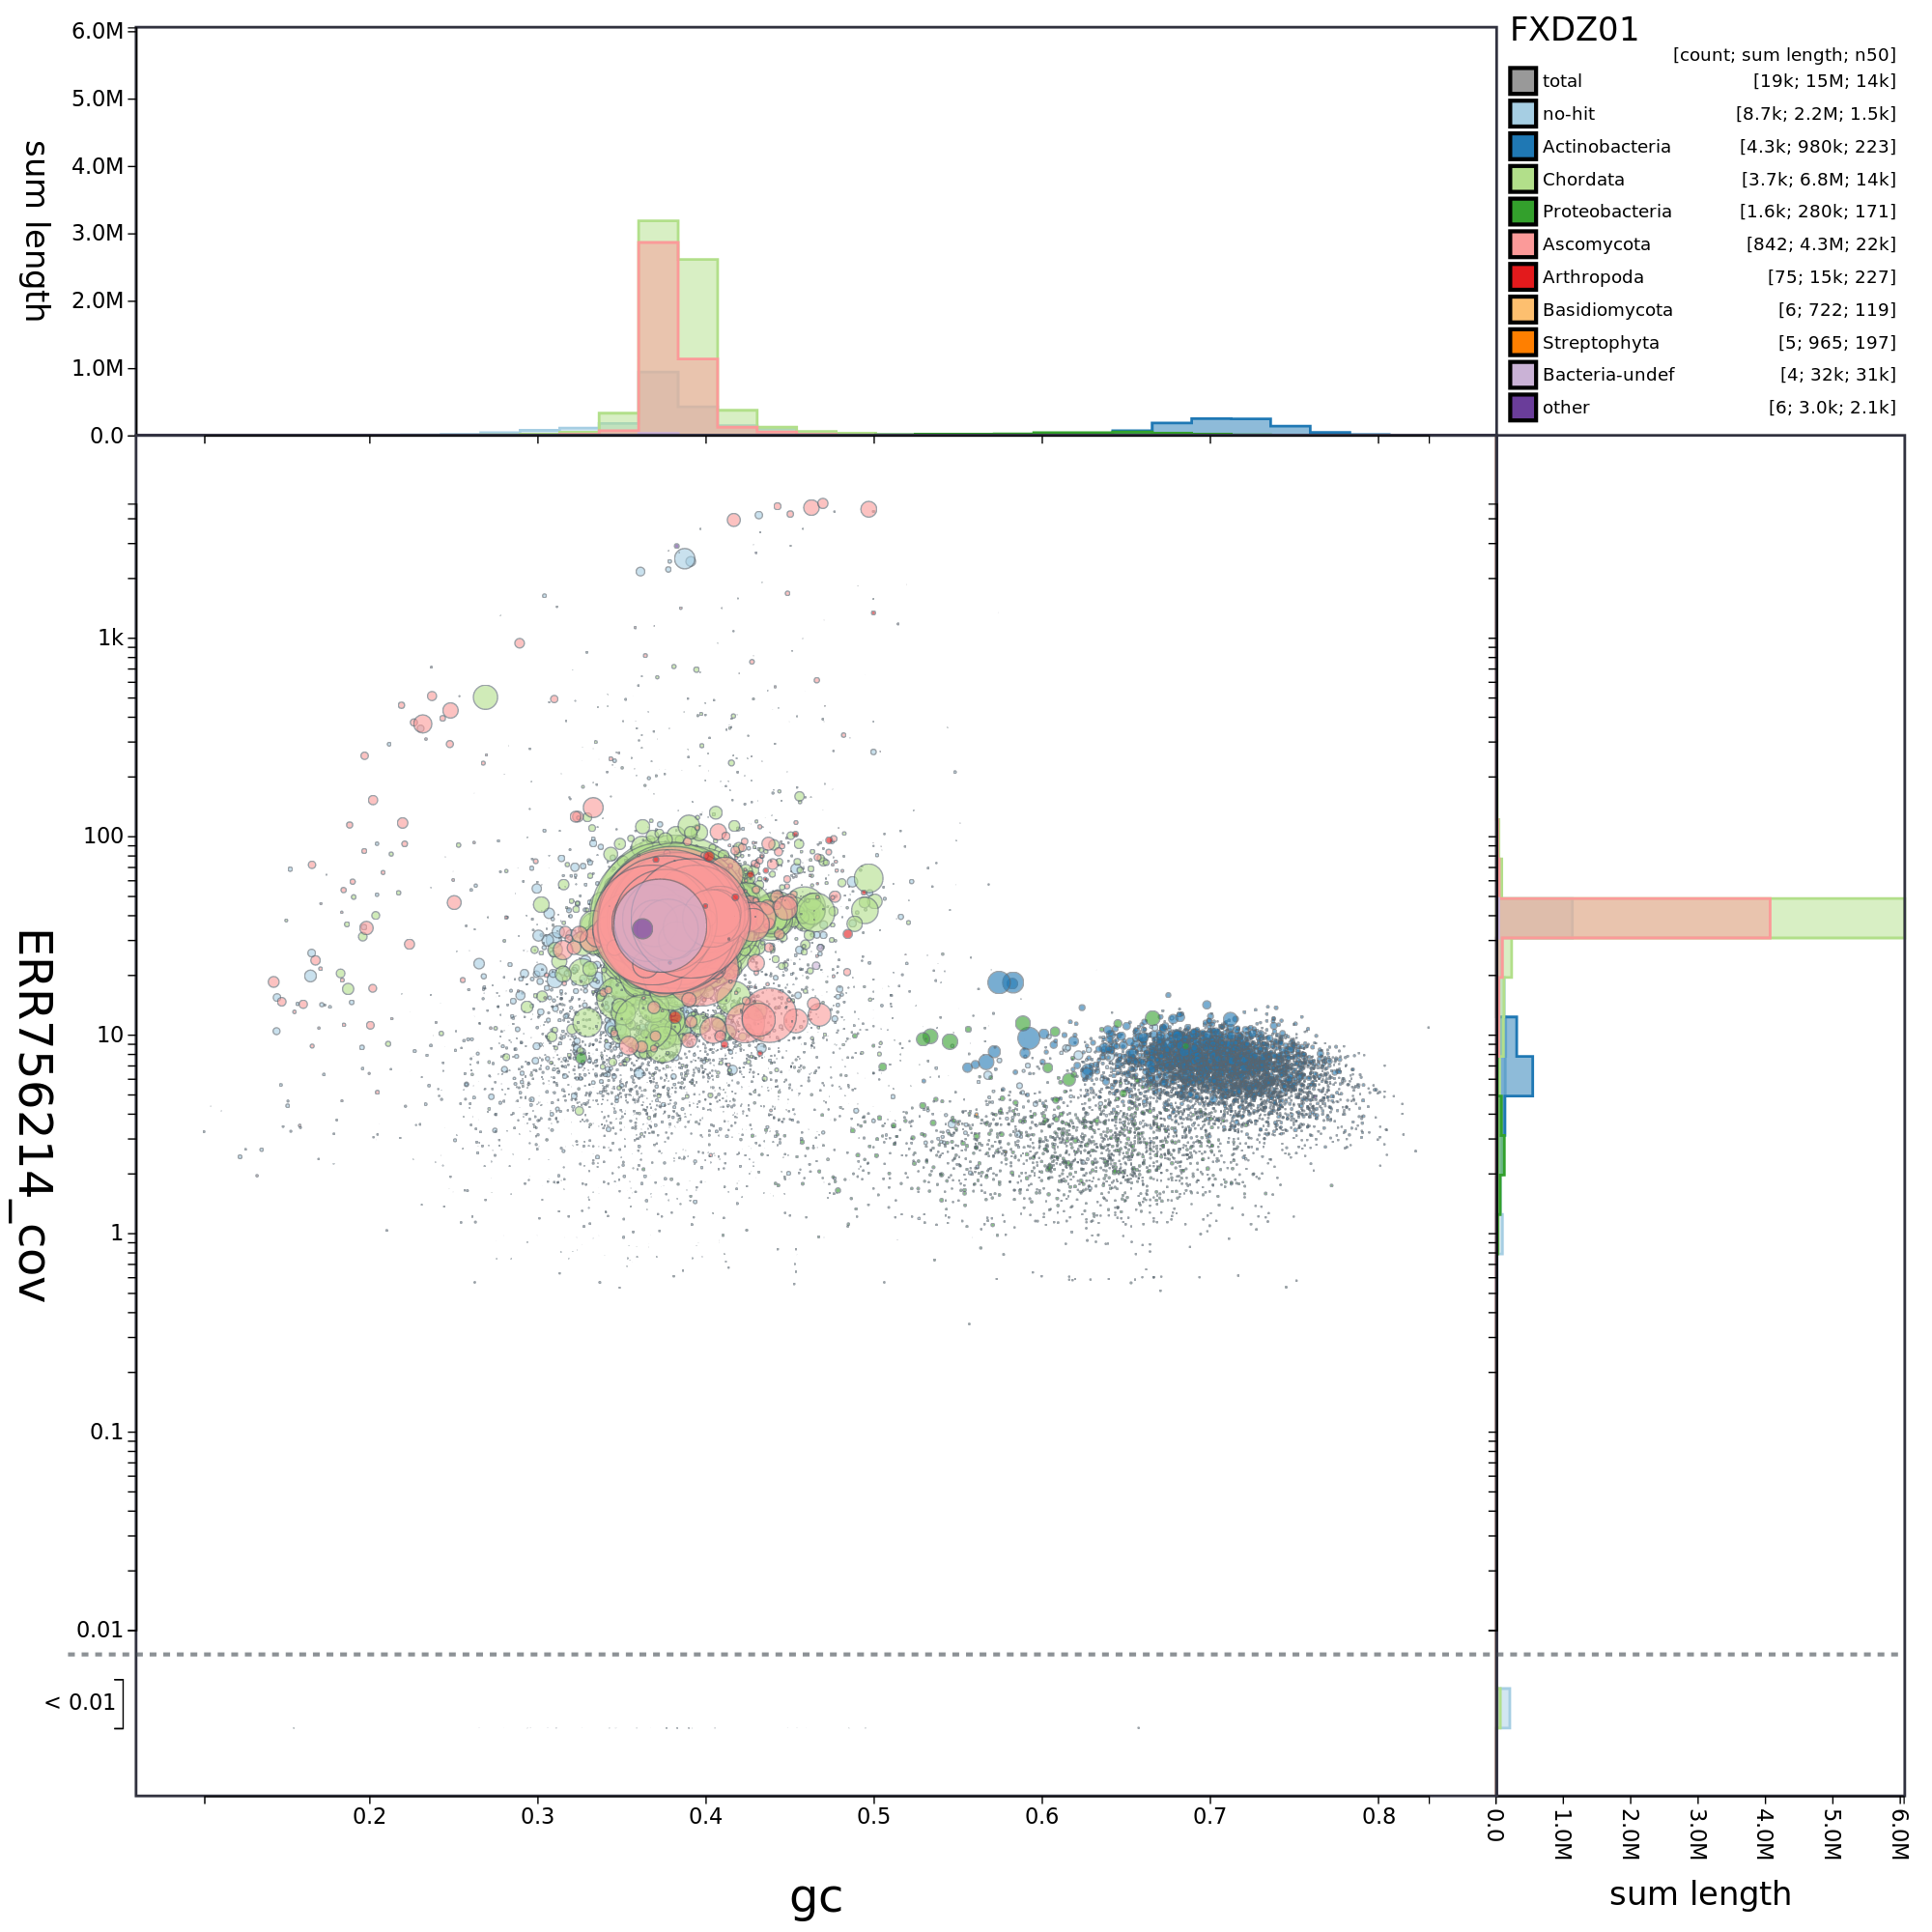 FXDZ01
[count; sum length; n50]
total [19k; 15M; 14k]
no-hit [8.7k; 2.2M; 1.5k]
Actinobacteria [4.3k; 980k; 223]
Chordata [3.7k; 6.8M; 14k]
Proteobacteria [1.6k; 280k; 171]
Ascomycota [842; 4.3M; 22k]
Arthropoda [75; 15k; 227]
Basidiomycota [6; 722; 119]
Streptophyta [5; 965; 197]
Bacteria-undef [4; 32k; 31k]
other [6; 3.0k; 2.1k]
sum length
6.0M
5.0M
4.0M
3.0M
2.0M
1.0M
0.0
ERR756214_cov
1k
100
10
1
0.1
0.01
< 0.01
0.2 0.3 0.4 0.5 0.6 0.7 0.8
gc
0.0 1.0M 2.0M 3.0M 4.0M 5.0M 6.0M
sum length